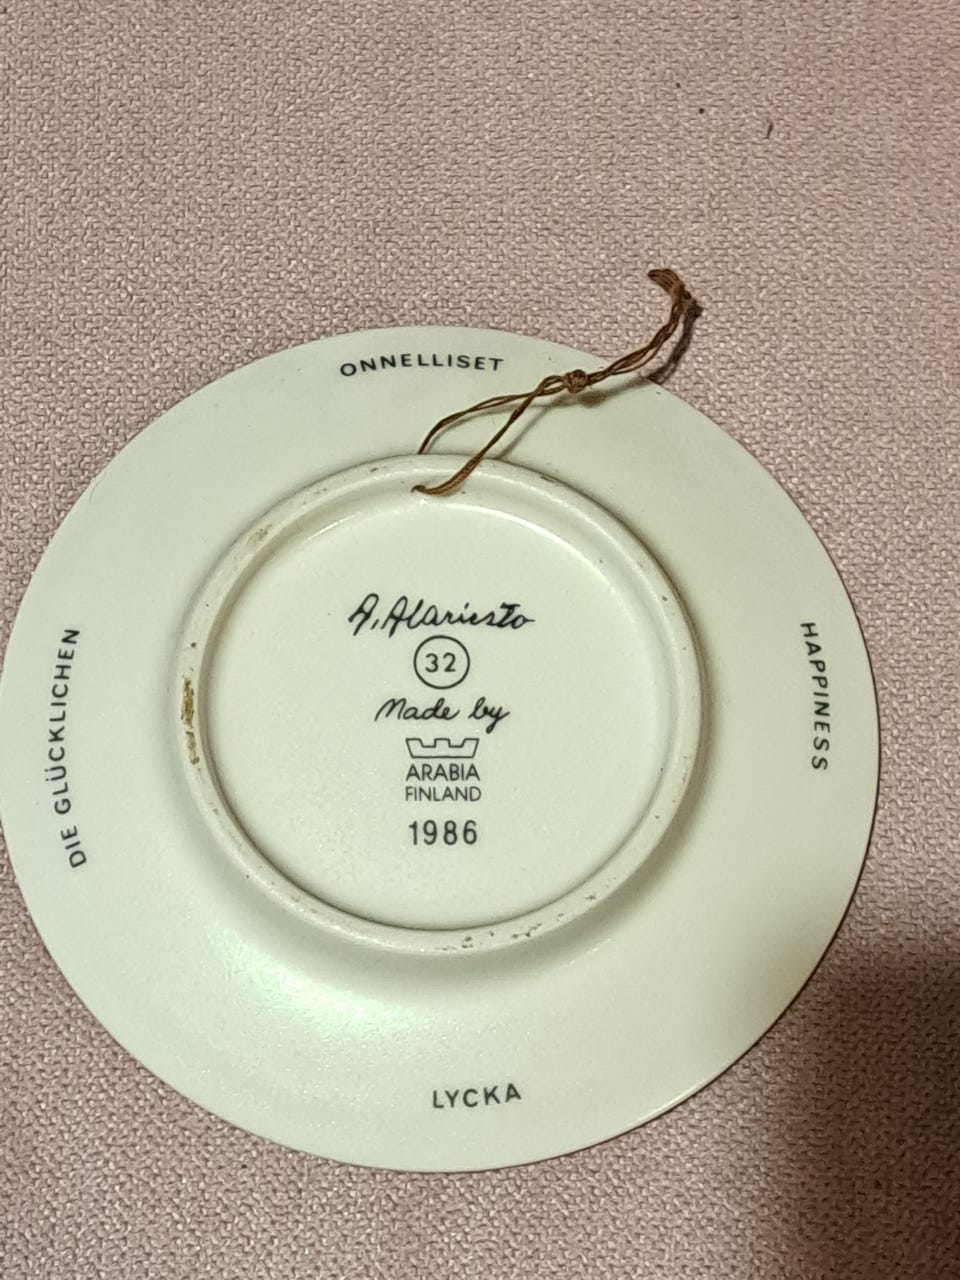 ONNELLISET
HAPPINESS
DIE GLÜCKLICHEN
A. Alariesto
32
Made by
ARABIA
FINLAND
1986
LYCKA